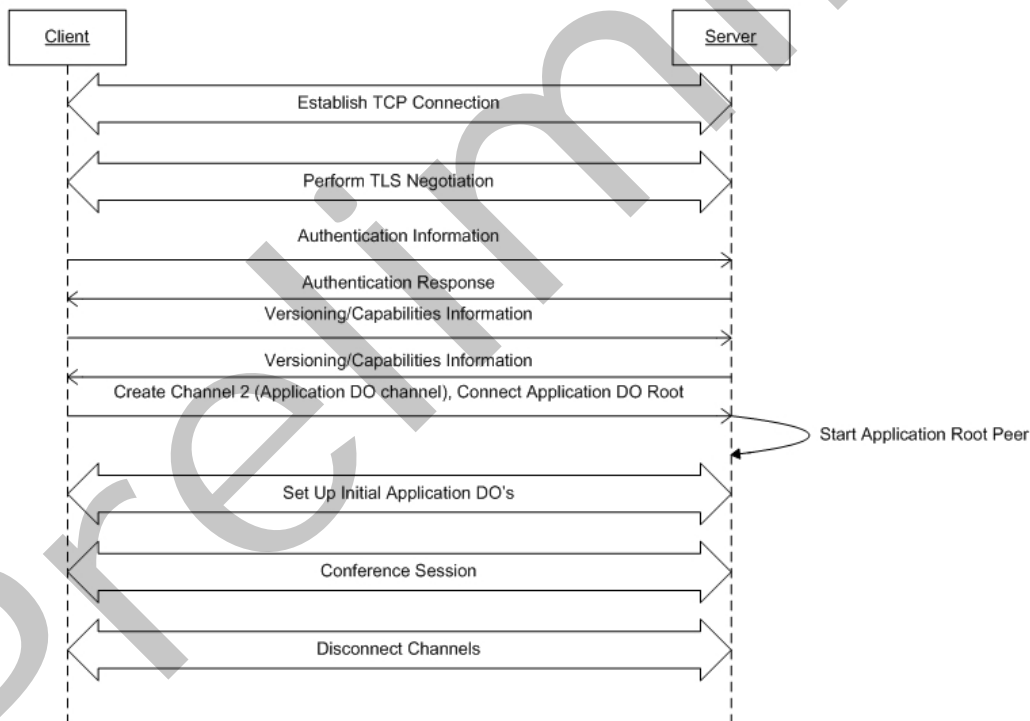 Client
Server
Establish TCP Connection
Perform TLS Negotiation
Authentication Information
Authentication Response
Versioning/Capabilities Information
Versioning/Capabilities Information
Create Channel 2 (Application DO channel), Connect Application DO Root
Start Application Root Peer
Set Up Initial Application DO's
Conference Session
Disconnect Channels
Prelim